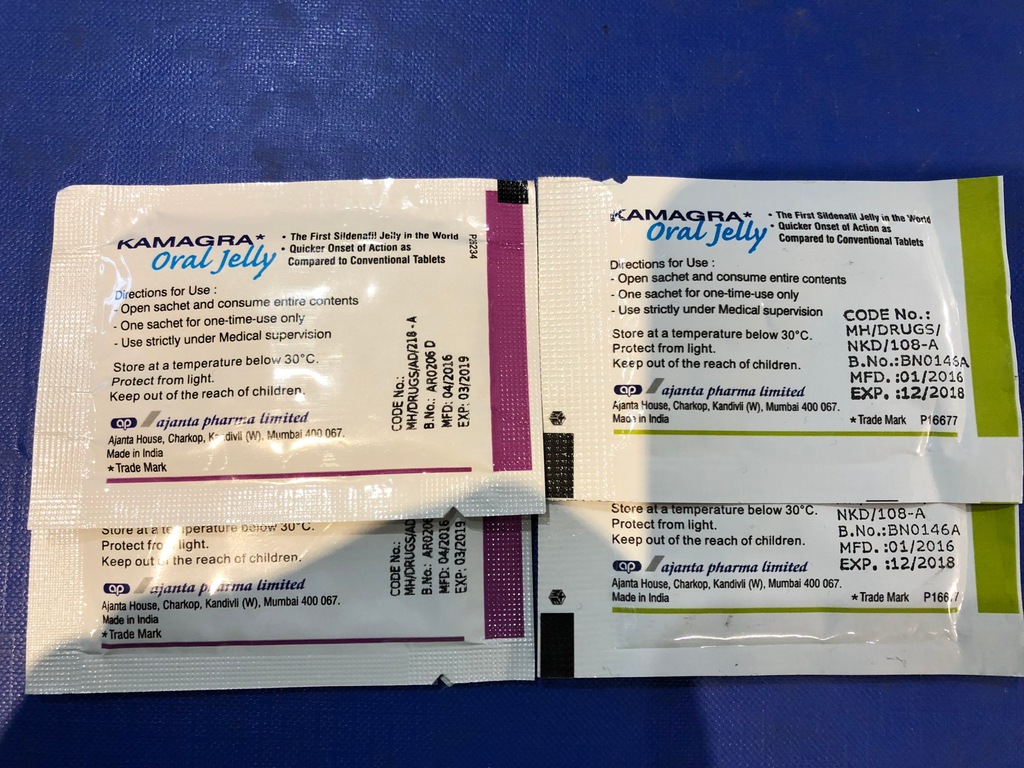 KAMAGRA*
Oral Jelly
• The First Sildenafil Jelly in the World
• Quicker Onset of Action as
Compared to Conventional Tablets
P6234
Directions for Use :
- Open sachet and consume entire contents
- One sachet for one-time-use only
- Use strictly under Medical supervision
Store at a temperature below 30°C.
Protect from light.
Keep out of the reach of children.
CODE No.:
MH/DRUGS/AD/218 - A
B.No.: AR0206 D
MFD: 04/2016
EXP: 03/2019
ap ajanta pharma limited
Ajanta House, Charkop, Kandivli (W), Mumbai 400 067.
Made in India
* Trade Mark
Store at a temperature below 30°C.
Protect from light.
Keep out of the reach of children.
CODE No.:
MH/DRUGS/AD
B.No.: AR0206
MFD: 04/2016
EXP: 03/2019
ap ajanta pharma limited
Ajanta House, Charkop, Kandivli (W), Mumbai 400 067.
Made in India
* Trade Mark
KAMAGRA*
Oral Jelly
• The First Sildenafil Jelly in the World
• Quicker Onset of Action as
Compared to Conventional Tablets
Directions for Use :
- Open sachet and consume entire contents
- One sachet for one-time-use only
- Use strictly under Medical supervision
Store at a temperature below 30°C.
Protect from light.
Keep out of the reach of children.
CODE No.:
MH/DRUGS/
NKD/108-A
B.No.:BN0146A
MFD. :01/2016
EXP. :12/2018
ap ajanta pharma limited
Ajanta House, Charkop, Kandivli (W), Mumbai 400 067.
Made in India
* Trade Mark P16677
Store at a temperature below 30°C.
Protect from light.
Keep out of the reach of children.
NKD/108-A
B.No.:BN0146A
MFD. :01/2016
EXP. :12/2018
ap ajanta pharma limited
Ajanta House, Charkop, Kandivli (W), Mumbai 400 067.
Made in India
* Trade Mark